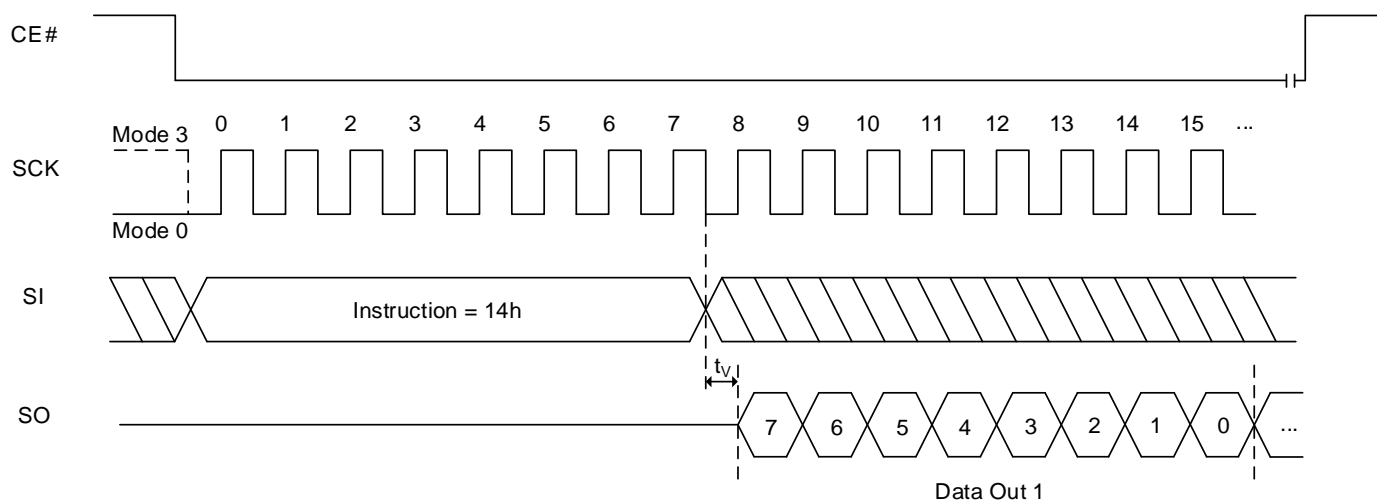 CE#
0 1 2 3 4 5 6 7 8 9 10 11 12 13 14 15 ...
Mode 3
SCK
Mode 0
SI
Instruction = 14h
tV
SO
7 6 5 4 3 2 1 0 ...
Data Out 1